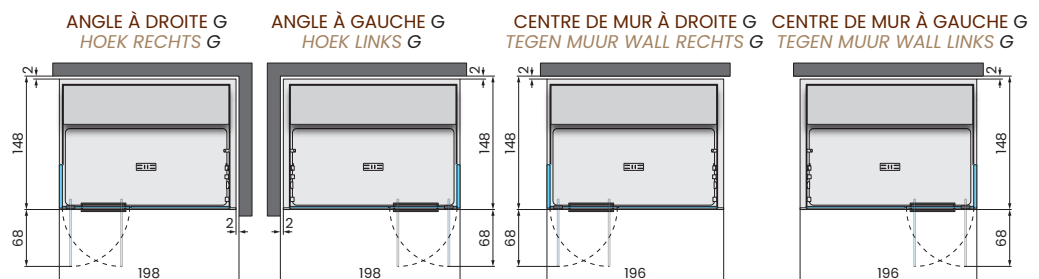 ANGLE À DROITE G
HOEK RECHTS G
2
148
68
2
198
ANGLE À GAUCHE G
HOEK LINKS G
2
148
68
2
198
CENTRE DE MUR À DROITE G
TEGEN MUUR WALL RECHTS G
2
148
68
196
CENTRE DE MUR À GAUCHE G
TEGEN MUUR WALL LINKS G
2
148
68
196